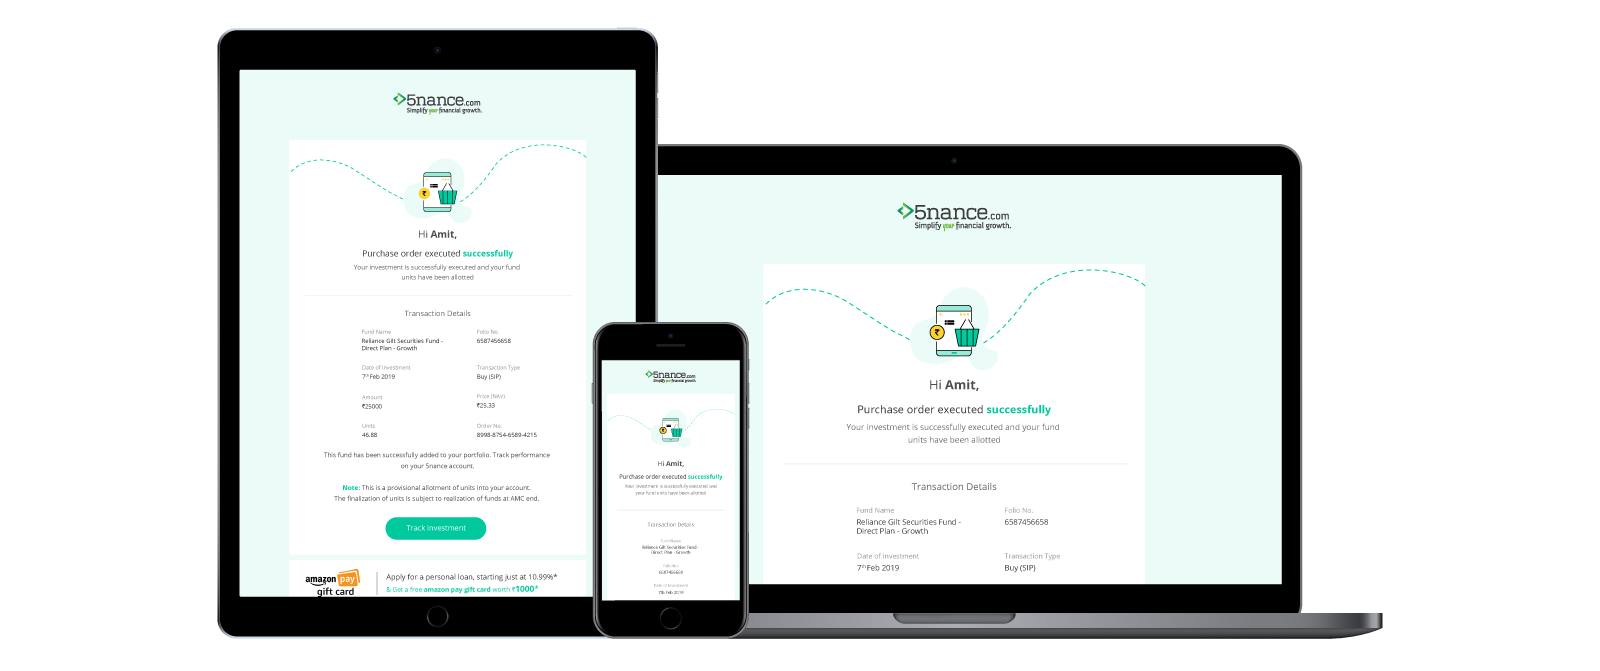 5nance.com
Simplify your financial growth.
Hi Amit,
Purchase order executed successfully
Your investment is successfully executed and your fund
units have been allotted
Transaction Details
Fund Name
Reliance Gilt Securities Fund -
Direct Plan - Growth
Folio No.
6587456658
Date of Investment
7th Feb 2019
Transaction Type
Buy (SIP)
Amount
₹25000
Price (NAV)
₹25.33
Units
46.88
Order No.
8998-8754-6589-4215
This fund has been successfully added to your portfolio. Track performance
on your 5nance account.
Note: This is a provisional allotment of units into your account.
The finalization of units is subject to realization of funds at AMC end.
Track Investment
amazon pay
gift card
Apply for a personal loan, starting just at 10.99%*
& Get a free amazon pay gift card worth ₹1000*
5nance.com
Simplify your financial growth.
Hi Amit,
Purchase order executed successfully
Your investment is successfully executed and
your fund units have been allotted
Transaction Details
Fund Name
Reliance Gilt Securities Fund
Direct Plan - Growth
Folio No.
6587456658
Date of Investment
7th Feb 2019
5nance.com
Simplify your financial growth.
Hi Amit,
Purchase order executed successfully
Your investment is successfully executed and your fund
units have been allotted
Transaction Details
Fund Name
Reliance Gilt Securities Fund -
Direct Plan - Growth
Folio No.
6587456658
Date of Investment
7th Feb 2019
Transaction Type
Buy (SIP)